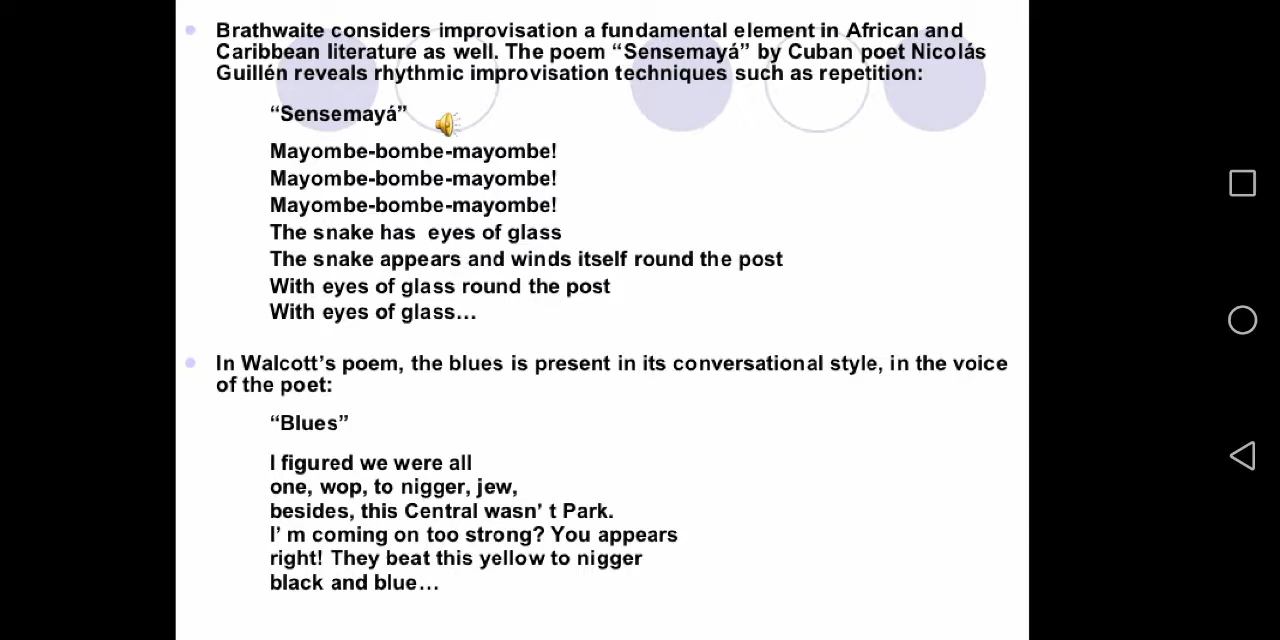 Brathwaite considers improvisation a fundamental element in African and
Caribbean literature as well. The poem “Sensemayá” by Cuban poet Nicolás
Guillén reveals rhythmic improvisation techniques such as repetition:
“Sensemayá”
Mayombe-bombe-mayombe!
Mayombe-bombe-mayombe!
Mayombe-bombe-mayombe!
The snake has  eyes of glass
The snake appears and winds itself round the post
With eyes of glass round the post
With eyes of glass…
In Walcott’s poem, the blues is present in its conversational style, in the voice
of the poet:
“Blues”
I figured we were all
one, wop, to nigger, jew,
besides, this Central wasn’ t Park.
I’ m coming on too strong? You appears
right! They beat this yellow to nigger
black and blue…